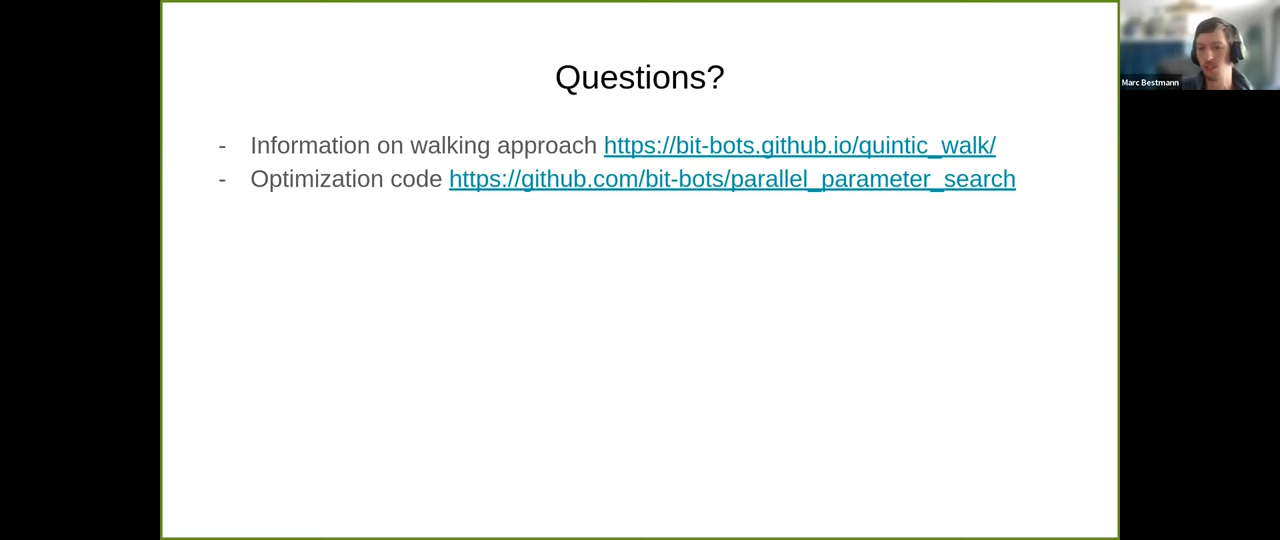 Questions?
- Information on walking approach https://bit-bots.github.io/quintic_walk/
- Optimization code https://github.com/bit-bots/parallel_parameter_search
Marc Bestmann